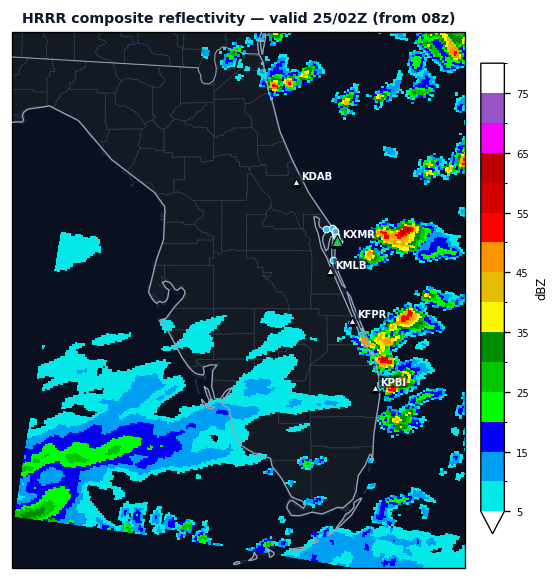 HRRR composite reflectivity — valid 25/02Z (from 08z)
KDAB
KXMR
KMLB
KFPR
KPBI
75
65
55
45
35
25
15
5
dBZ